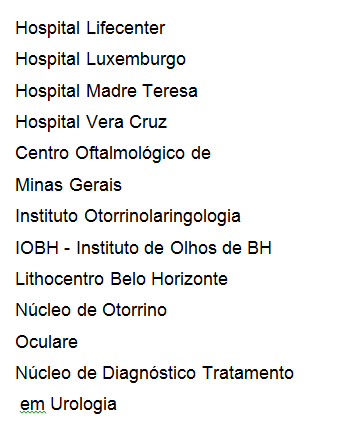 Hospital Lifecenter
Hospital Luxemburgo
Hospital Madre Teresa
Hospital Vera Cruz
Centro Oftalmológico de
Minas Gerais
Instituto Otorrinolaringologia
IOBH - Instituto de Olhos de BH
Lithocentro Belo Horizonte
Núcleo de Otorrino
Oculare
Núcleo de Diagnóstico Tratamento
em Urologia